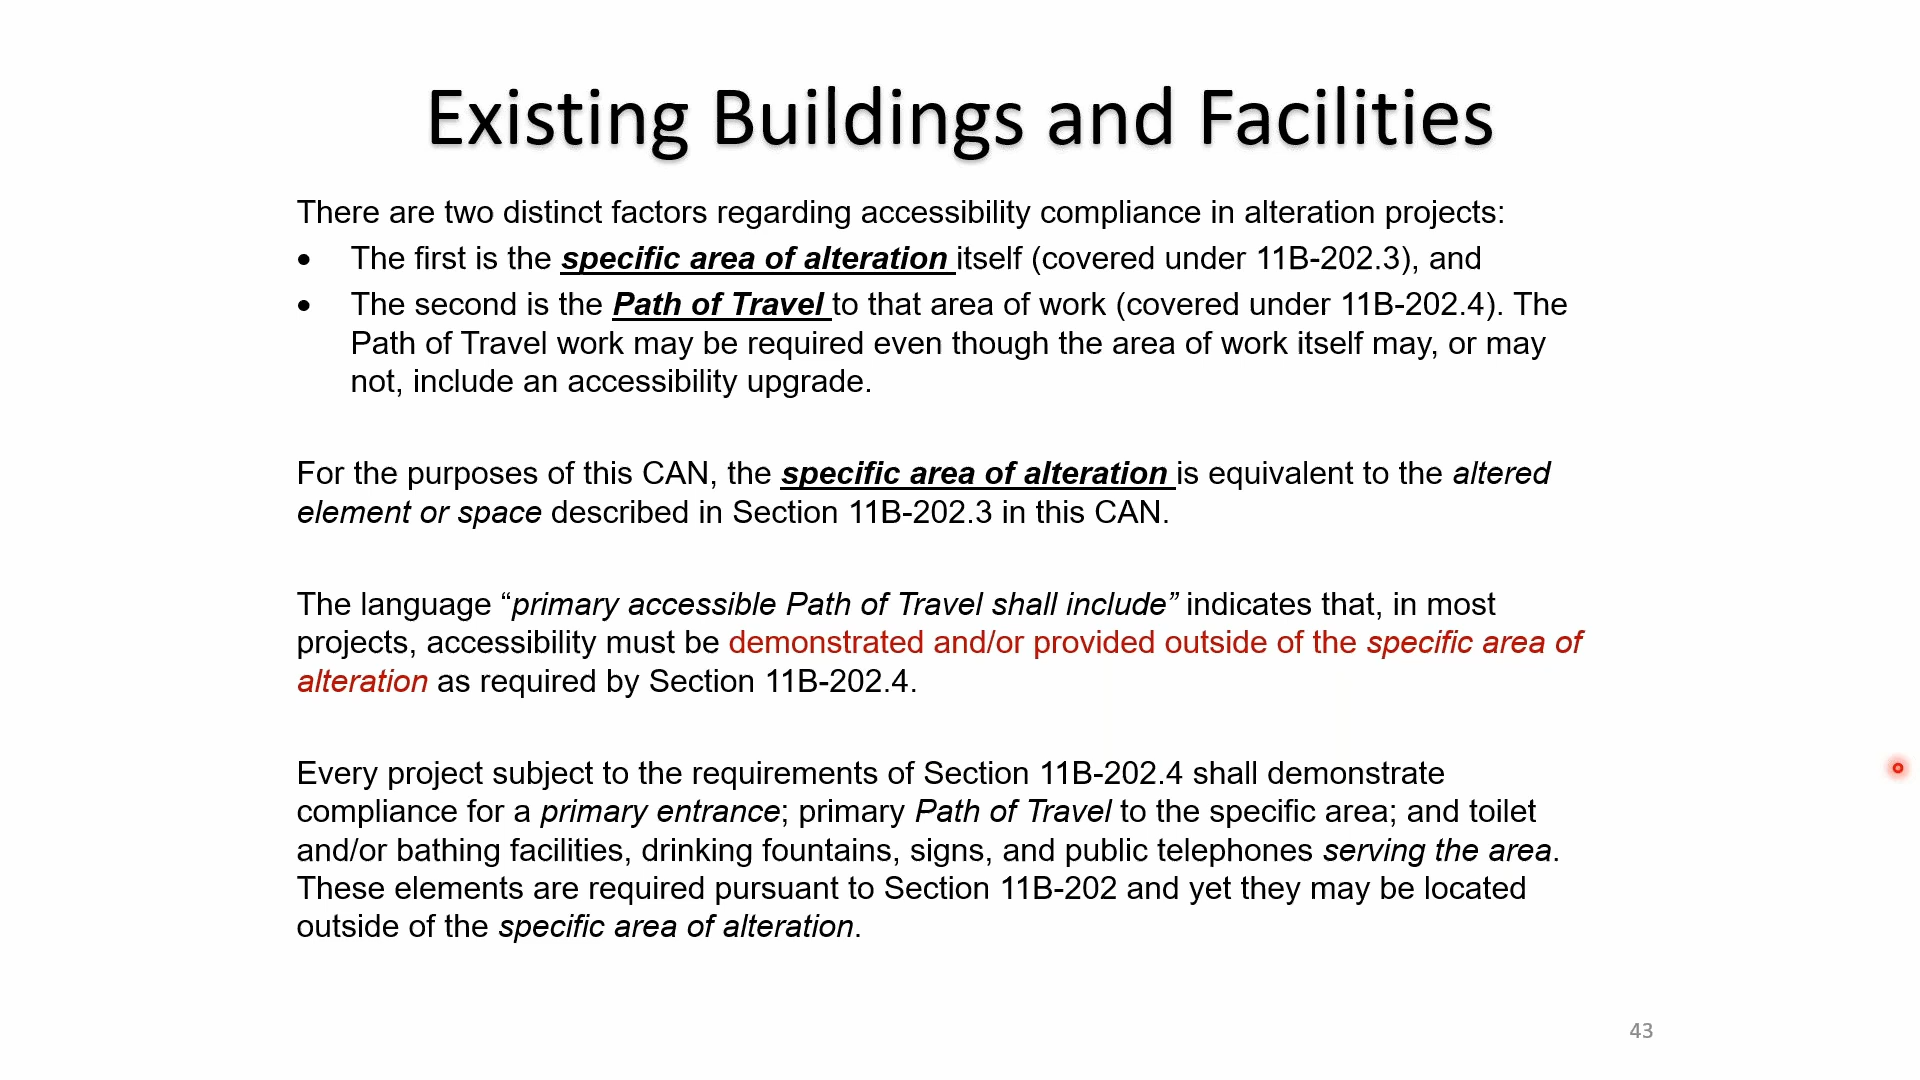 Existing Buildings and Facilities
There are two distinct factors regarding accessibility compliance in alteration projects:
• The first is the specific area of alteration itself (covered under 11B-202.3), and
• The second is the Path of Travel to that area of work (covered under 11B-202.4). The
Path of Travel work may be required even though the area of work itself may, or may
not, include an accessibility upgrade.
For the purposes of this CAN, the specific area of alteration is equivalent to the altered
element or space described in Section 11B-202.3 in this CAN.
The language “primary accessible Path of Travel shall include” indicates that, in most
projects, accessibility must be demonstrated and/or provided outside of the specific area of
alteration as required by Section 11B-202.4.
Every project subject to the requirements of Section 11B-202.4 shall demonstrate
compliance for a primary entrance; primary Path of Travel to the specific area; and toilet
and/or bathing facilities, drinking fountains, signs, and public telephones serving the area.
These elements are required pursuant to Section 11B-202 and yet they may be located
outside of the specific area of alteration.
43